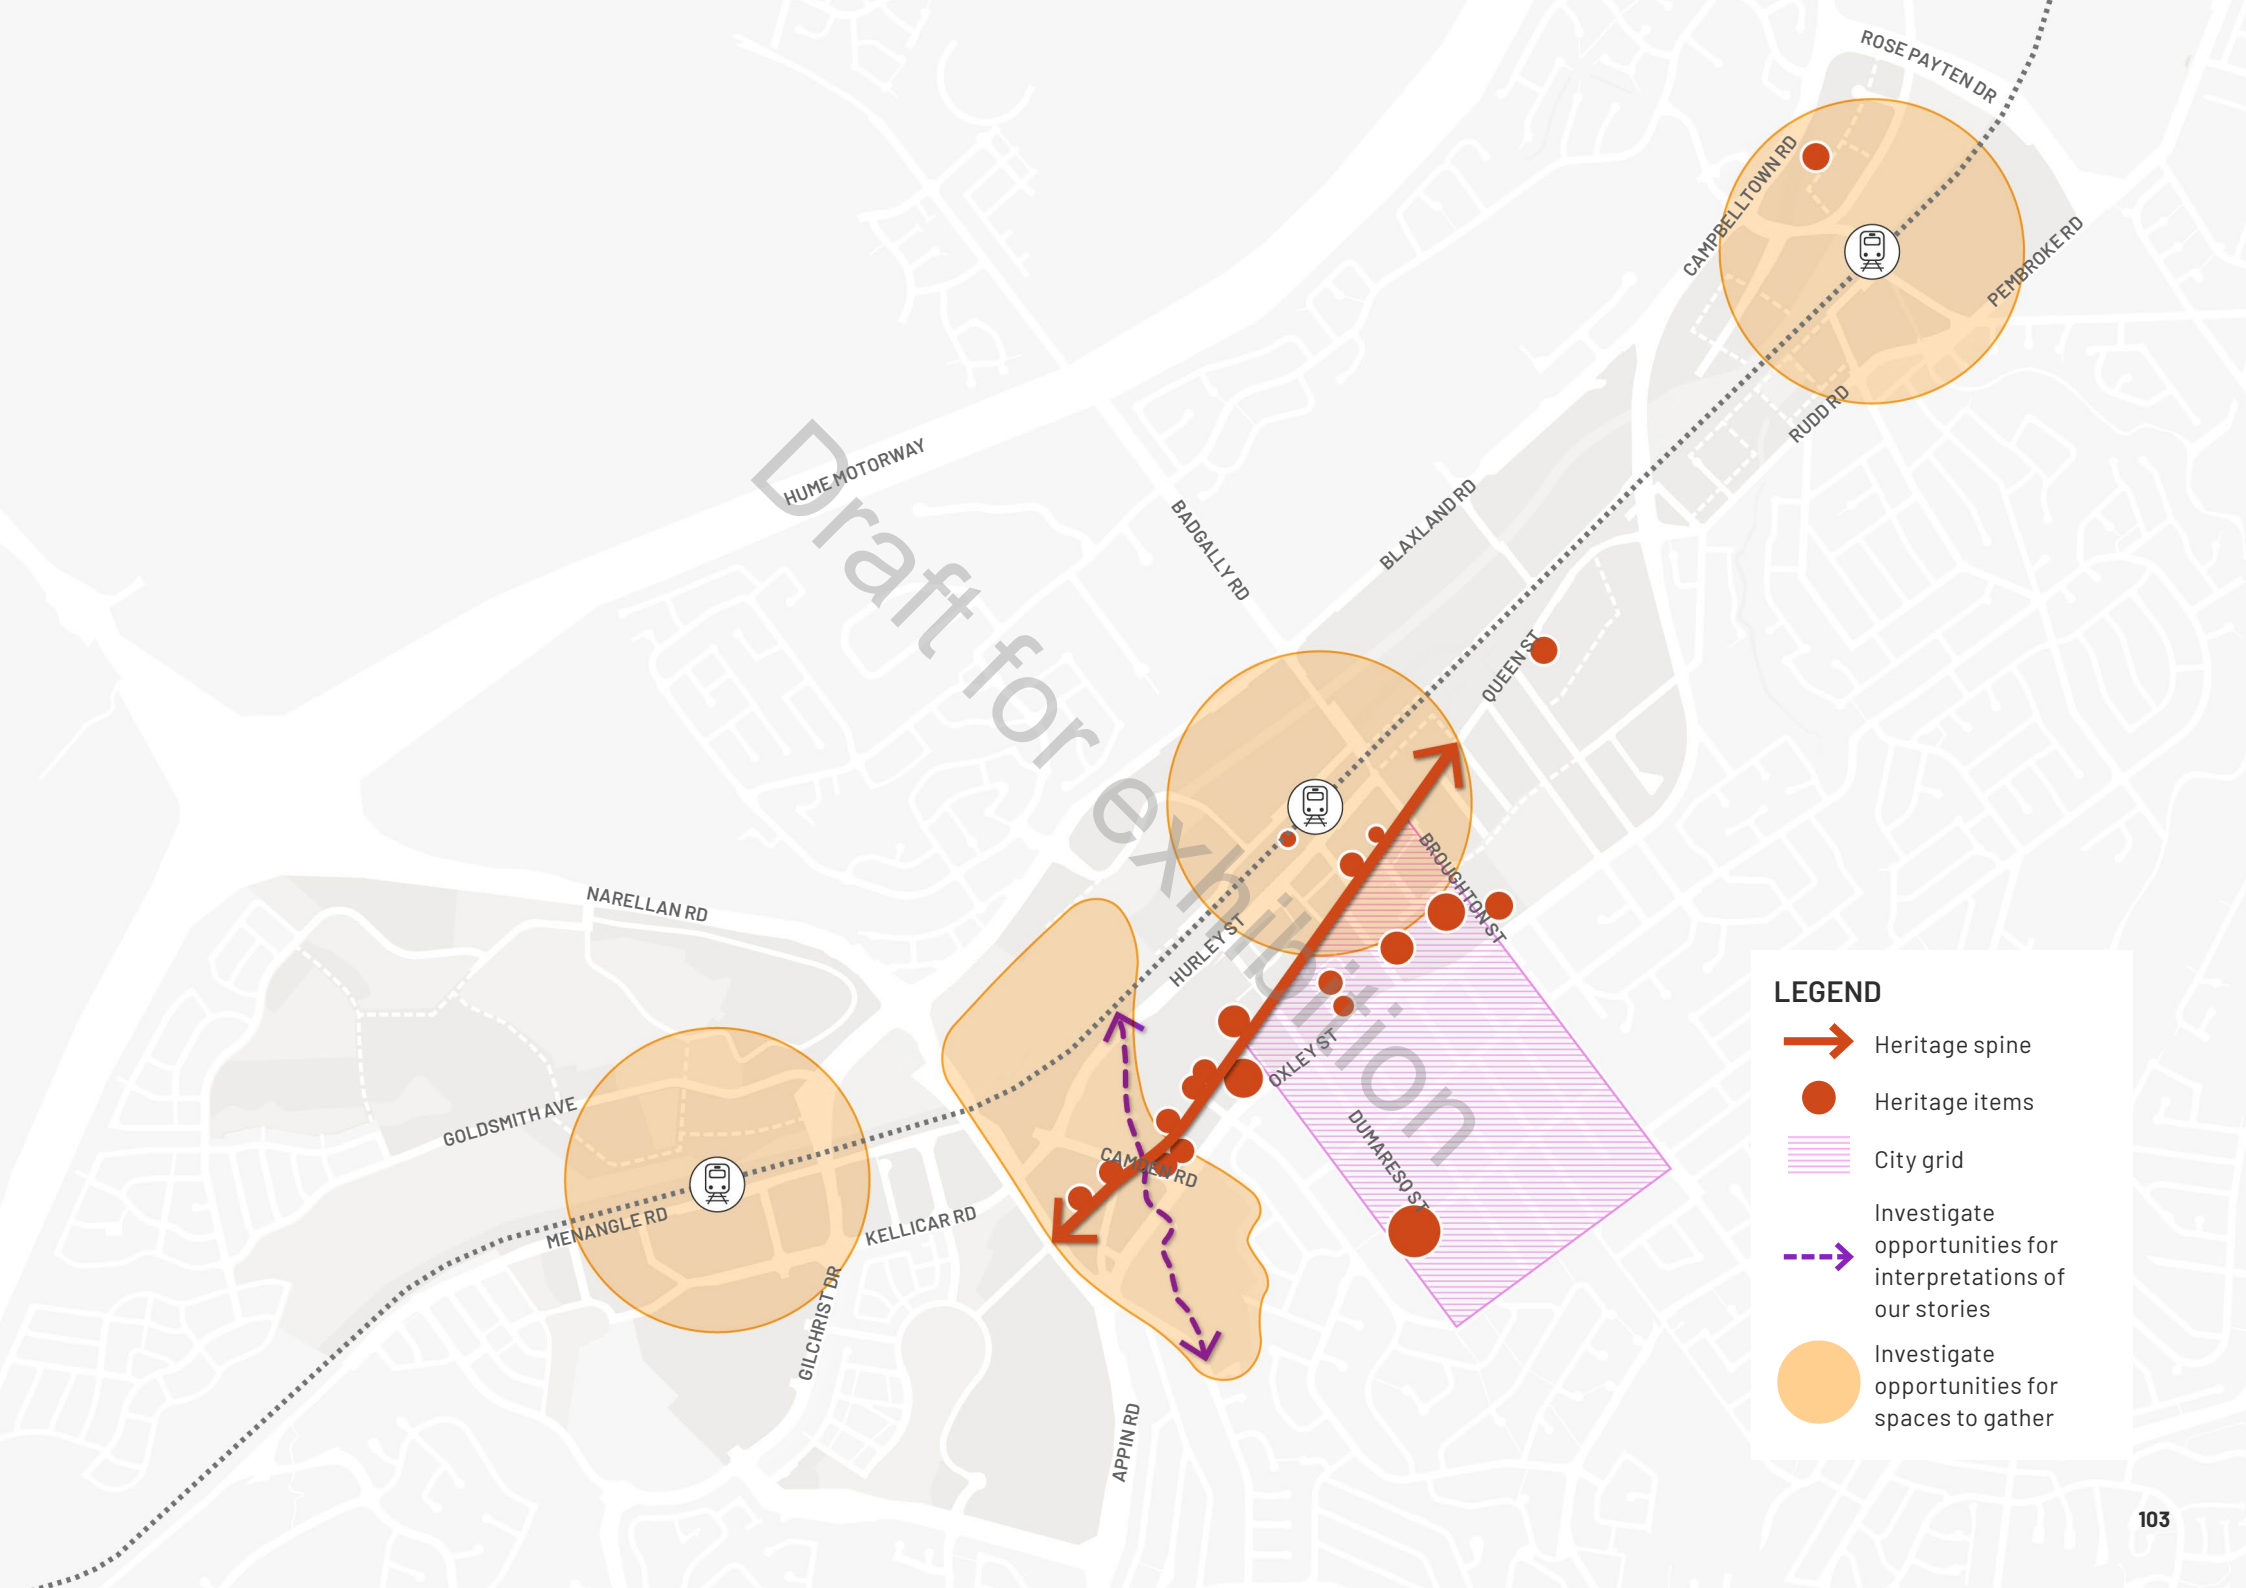 ROSE PAYTEN DR
CAMPBELLTOWN RD
PEMBROKE RD
RUDD RD
HUME MOTORWAY
BADGALLY RD
BLAXLAND RD
QUEEN ST
Draft for exhibition
BROUGHTON ST
NARELLAN RD
HURLEY ST
OXLEY ST
GOLDSMITH AVE
DUMARESQ ST
CAMDEN RD
MENANGLE RD
KELLICAR RD
GILCHRIST DR
APPIN RD
LEGEND
Heritage spine
Heritage items
City grid
Investigate
opportunities for
interpretations of
our stories
Investigate
opportunities for
spaces to gather
103